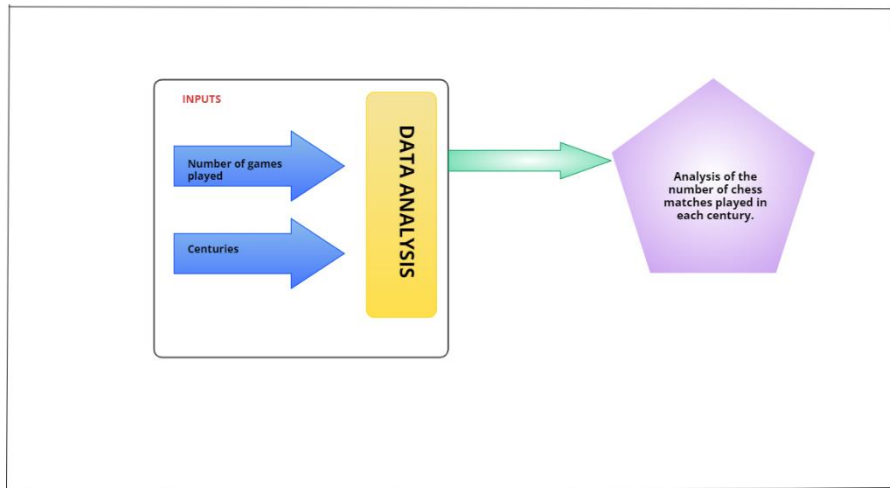 INPUTS
Number of games
played
Centuries
DATA ANALYSIS
Analysis of the
number of chess
matches played in
each century.